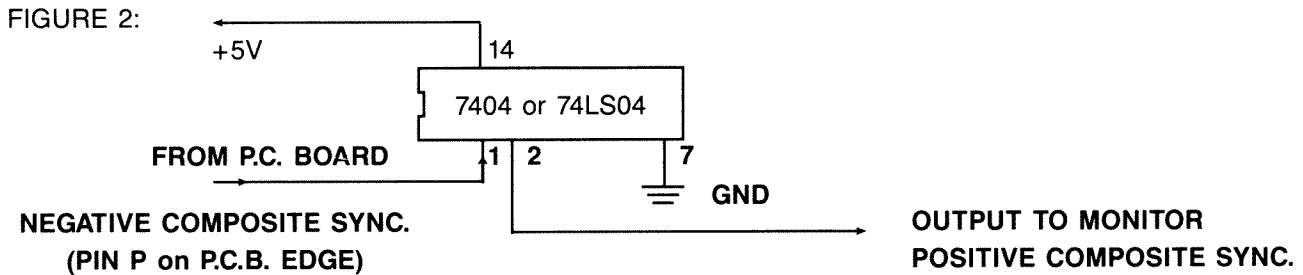 FIGURE 2:
+5V
14
7404 or 74LS04
FROM P.C. BOARD
1
2
7
GND
NEGATIVE COMPOSITE SYNC.
(PIN P on P.C.B. EDGE)
OUTPUT TO MONITOR
POSITIVE COMPOSITE SYNC.